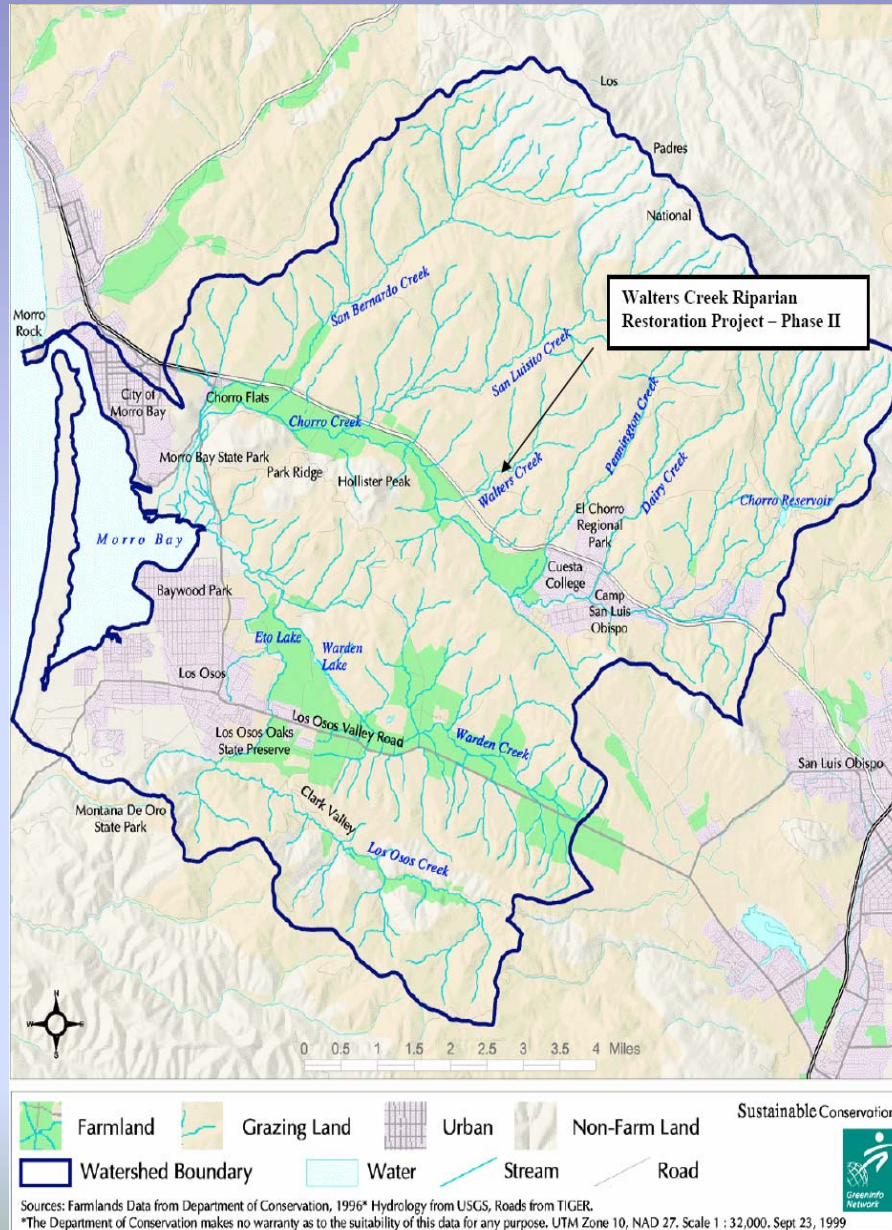 Los
Padres
National
Walters Creek Riparian
Restoration Project – Phase II
San Bernardo Creek
San Luisito Creek
Morro
Rock
City of
Morro Bay
Chorro Flats
Chorro Creek
Pennington Creek
Morro Bay State Park
Park Ridge
Hollister Peak
Walters Creek
Dairy Creek
Chorro Reservoir
El Chorro
Regional
Park
Morro Bay
Cuesta
College
Baywood Park
Camp
San Luis
Obispo
Eto Lake
Warden
Lake
Los Osos
Los Osos Valley Road
Los Osos Oaks
State Preserve
Warden Creek
San Luis Obispo
Montana De Oro
State Park
Clark Valley
Los Osos Creek
N
W E
S
0 0.5 1 1.5 2 2.5 3 3.5 4 Miles
Farmland Grazing Land Urban Non-Farm Land
Sustainable Conservation
Watershed Boundary Water Stream Road
GreenInfo
Network
Sources: Farmlands Data from Department of Conservation, 1996* Hydrology from USGS, Roads from TIGER.
*The Department of Conservation makes no warranty as to the suitability of this data for any purpose. UTM Zone 10, NAD 27. Scale 1 : 32,000. Sept 23, 1999